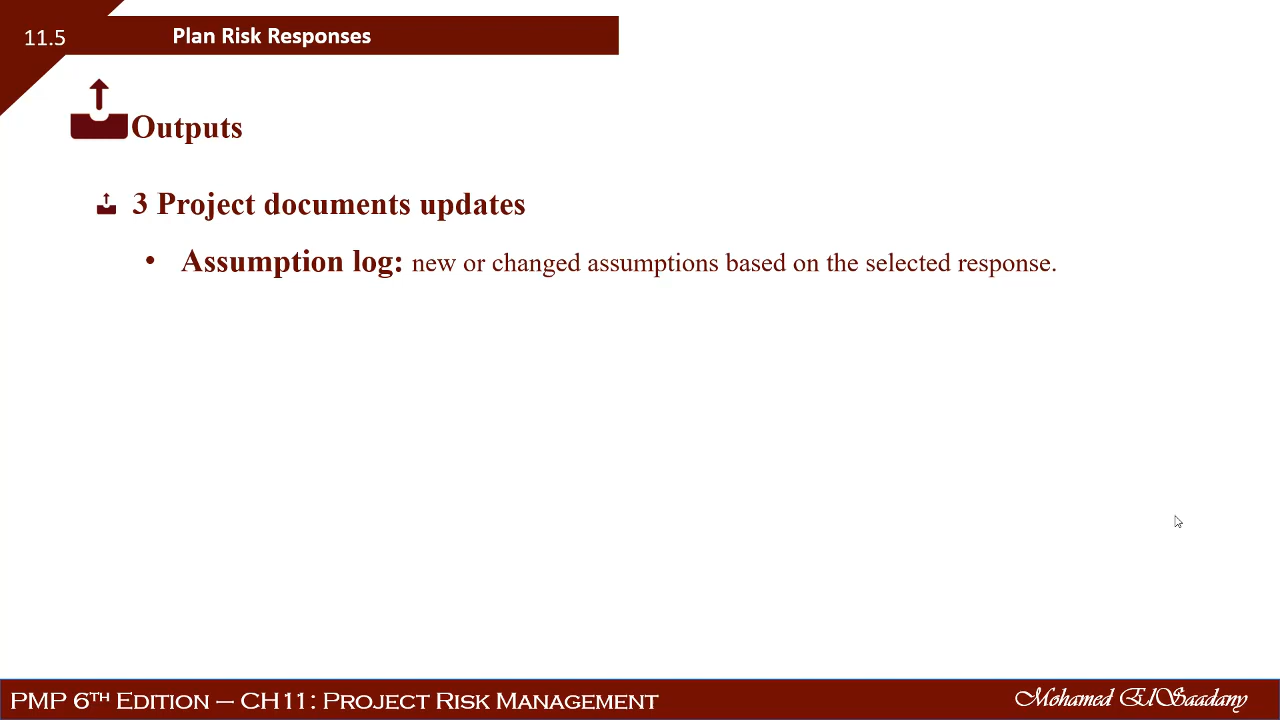 11.5
Plan Risk Responses
Outputs
3 Project documents updates
• Assumption log: new or changed assumptions based on the selected response.
PMP 6TH Edition – CH11: Project Risk Management
Mohamed ElSaadany